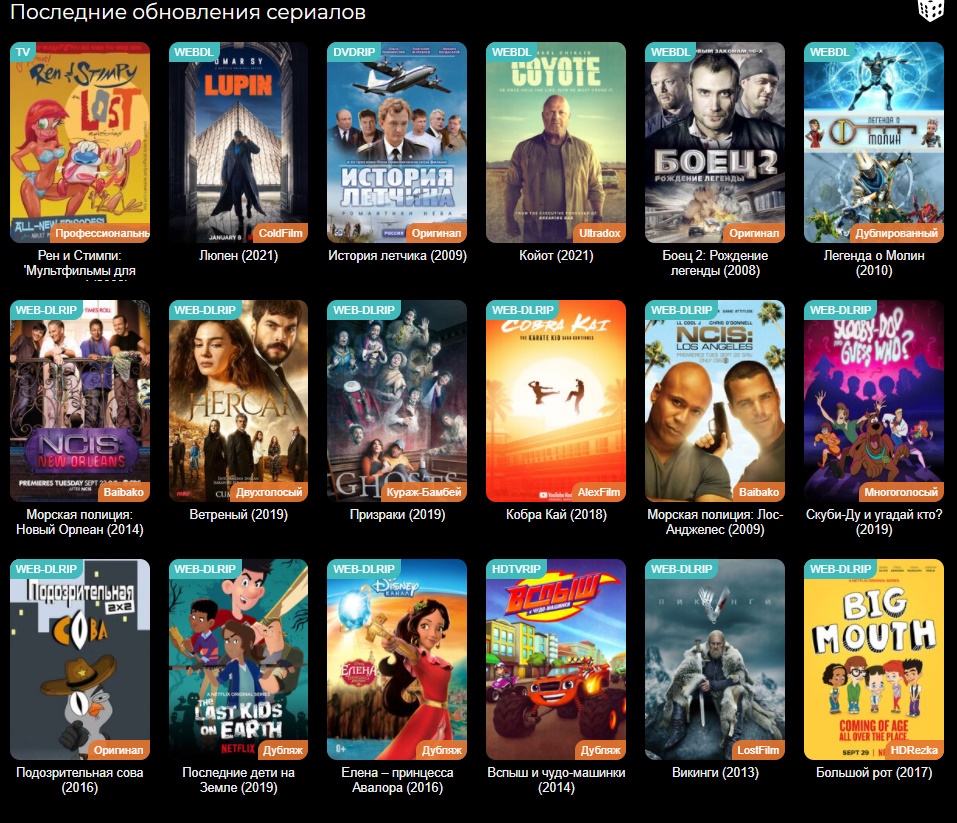 Последние обновления сериалов
TV
WEBDL
DVDRIP
WEBDL
WEBDL
WEBDL
Ren & Stimpy
LOST
ALL-NEW EPISODES!
Профессиональны
OMAR SY
LUPIN
JANUARY 8
ColdFilm
ИСТОРИЯ
ЛЕТЧИКА
РОМАНТИКА НЕБА
РОССИЯ
Оригинал
COYOTE
Ultradox
БОЕЦ 2
РОЖДЕНИЕ ЛЕГЕНДЫ
Оригинал
ЛЕГЕНДА О
МОЛИН
Дублированный
Рен и Стимпи:
'Мультфильмы для
Люпен (2021)
История летчика (2009)
Койот (2021)
Боец 2: Рождение
легенды (2008)
Легенда о Молин
(2010)
WEB-DLRIP
WEB-DLRIP
WEB-DLRIP
WEB-DLRIP
WEB-DLRIP
WEB-DLRIP
NCIS:
NEW ORLEANS
PREMIERES TUESDAY SEPT 23
Baibako
HERCAI
Двухголосый
GHOSTS
Кураж-Бамбей
COBRA KAI
THE KARATE KID SAGA CONTINUES
AlexFilm
LL COOL J CHRIS O'DONNELL
NCIS:
LOS ANGELES
Baibako
SCOOBY-DOO
AND GUESS WHO?
Многоголосый
Морская полиция:
Новый Орлеан (2014)
Ветреный (2019)
Призраки (2019)
Кобра Кай (2018)
Морская полиция: Лос-
Анджелес (2009)
Скуби-Ду и угадай кто?
(2019)
WEB-DLRIP
WEB-DLRIP
WEB-DLRIP
HDTVRIP
WEB-DLRIP
WEB-DLRIP
Подозрительная
2x2
СОВА
Оригинал
A NETFLIX ORIGINAL SERIES
THE
LAST KIDS
ON EARTH
NETFLIX
Дубляж
Disney
КАНАЛ
ЕЛЕНА
0+
Дубляж
ВСПЫШ
И ЧУДО-МАШИНКИ
Дубляж
ВИКИНГИ
LostFilm
BIG
MOUTH
COMING OF AGE
ALL OVER THE PLACE.
SEPT 29
HDRezka
Подозрительная сова
(2016)
Последние дети на
Земле (2019)
Елена – принцесса
Авалора (2016)
Вспыш и чудо-машинки
(2014)
Викинги (2013)
Большой рот (2017)